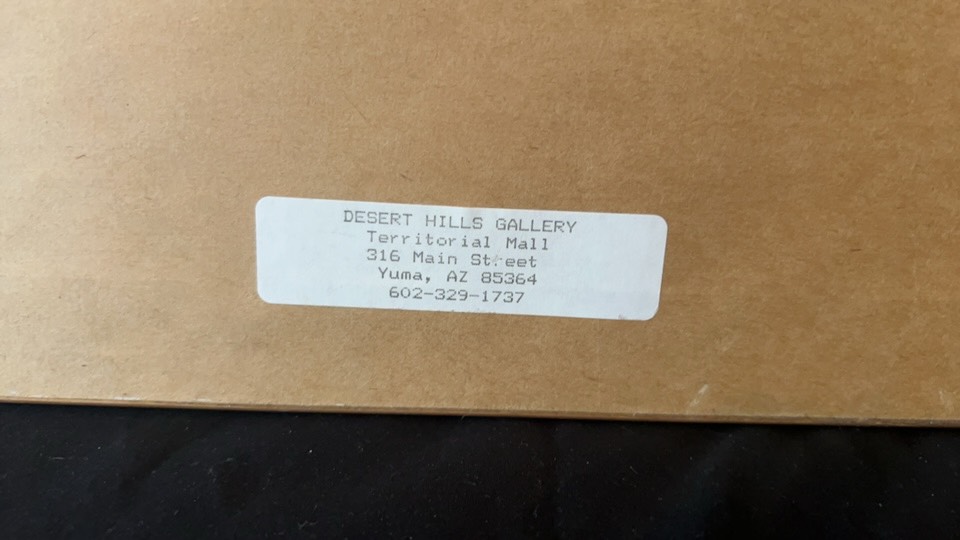 DESERT HILLS GALLERY
Territorial Mall
316 Main Street
Yuma, AZ 85364
602-329-1737